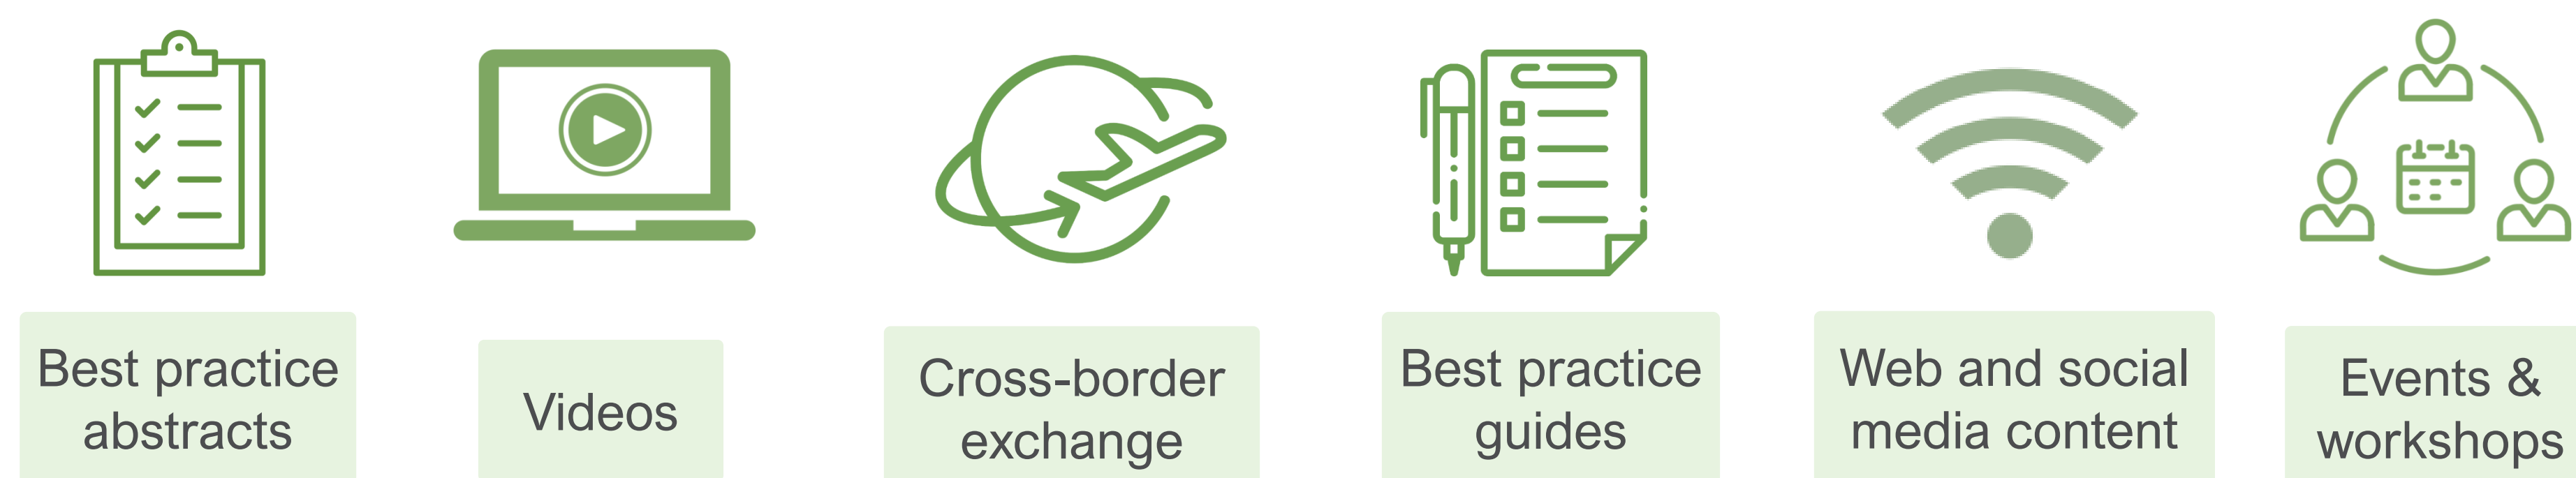 Best practice
abstracts
Videos
Cross-border
exchange
Best practice
guides
Web and social
media content
Events &
workshops